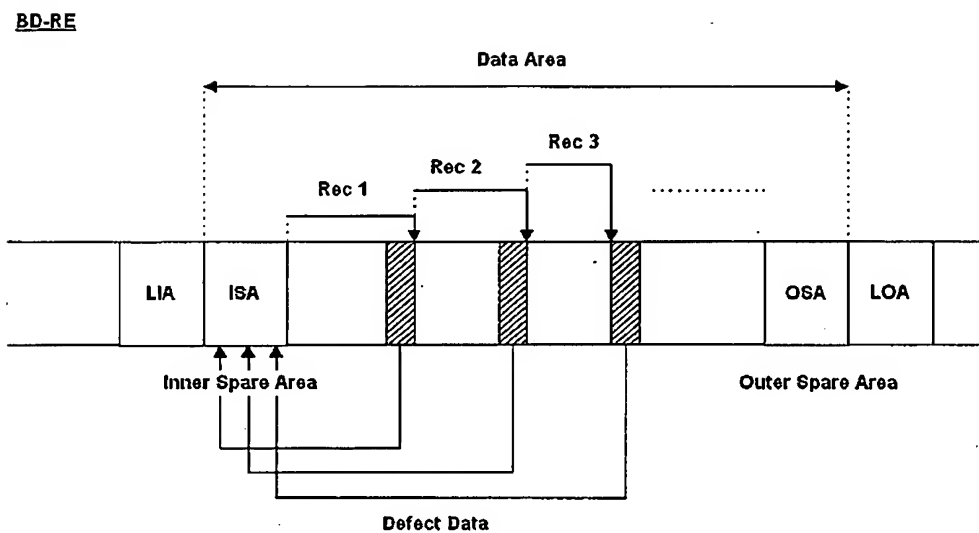 BD-RE
Data Area
Rec 3
Rec 2
Rec 1
LIA ISA OSA LOA
Inner Spare Area Outer Spare Area
Defect Data